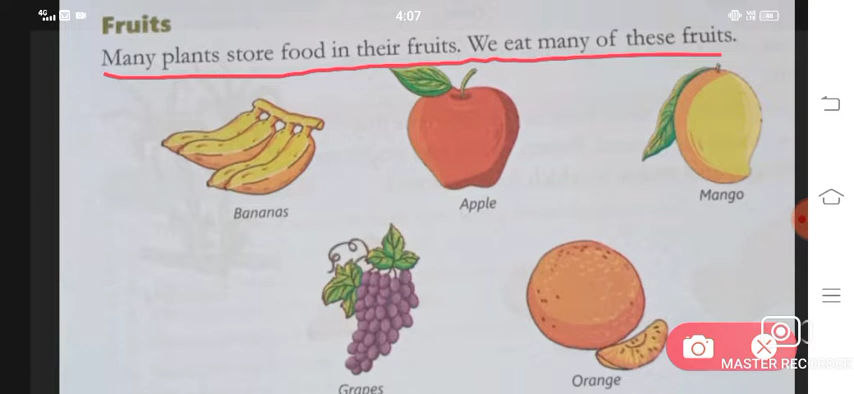 4G 4:07
Fruits
Many plants store food in their fruits. We eat many of these fruits.
Bananas
Apple
Mango
Grapes
Orange
MASTER RECORDER